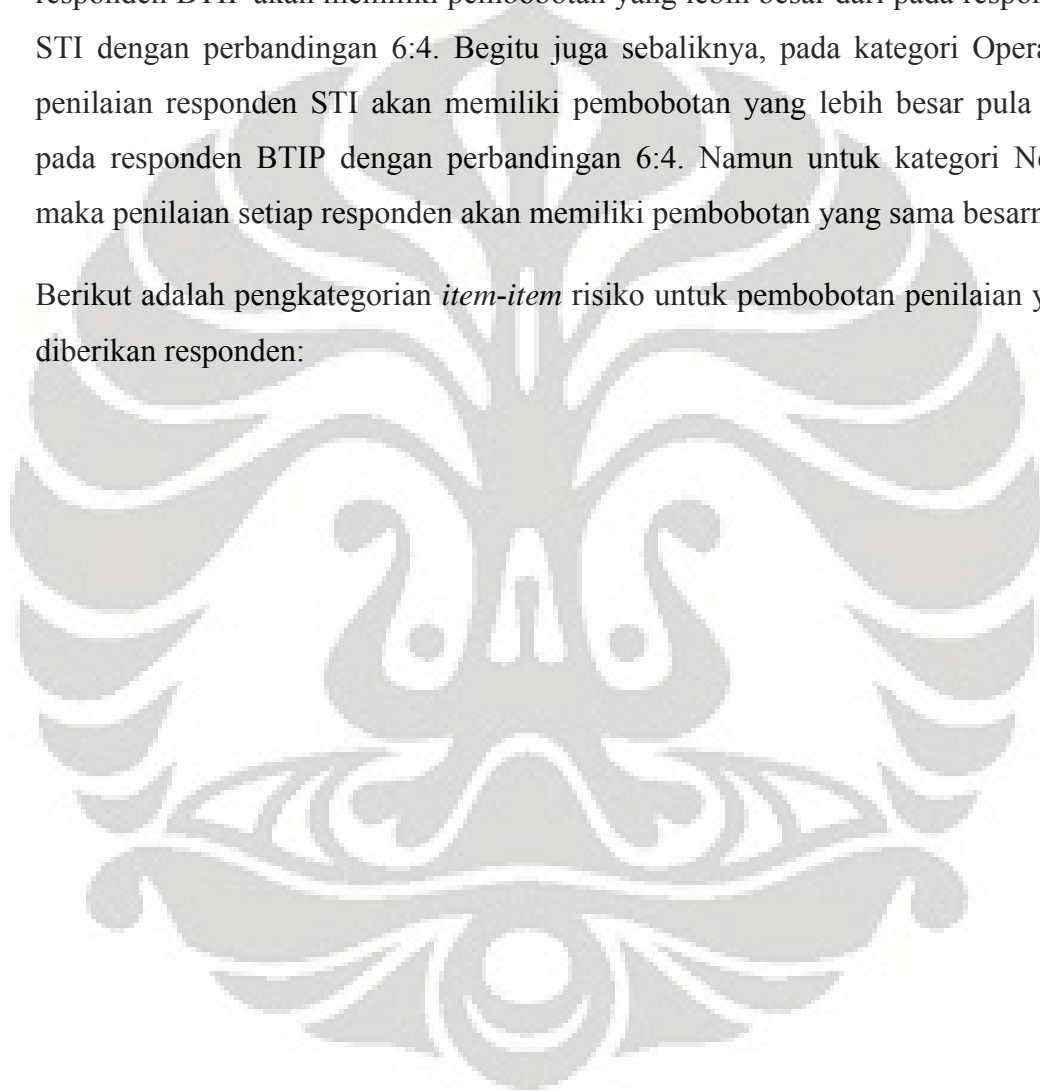 responden BTIP akan memiliki pembobotan yang lebih besar dari pada
STI dengan perbandingan 6:4. Begitu juga sebaliknya, pada kategori
penilaian responden STI akan memiliki pembobotan yang lebih besar pula
pada responden BTIP dengan perbandingan 6:4. Namun untuk kategori
maka penilaian setiap responden akan memiliki pembobotan yang sama
Berikut adalah pengkategorian item-item risiko untuk pembobotan penilaian
diberikan responden: